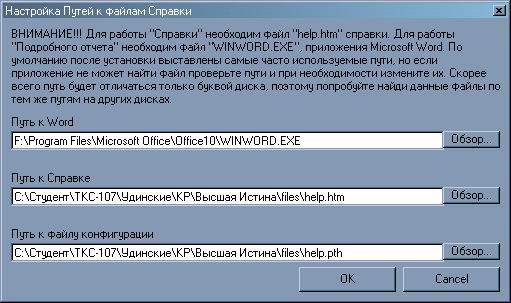 Настройка Путей к файлам Справки
ВНИМАНИЕ!!! Для работы "Справки" необходим файл "help.htm" справки. Для работы
"Подробного отчета" необходим файл "WINWORD.EXE", приложения Microsoft Word. По
умолчанию после установки выставлены самые часто используемые пути, но если
приложение не может найти файл проверьте пути и при необходимости измените их. Скорее
всего путь будет отличаться только буквой диска, поэтому попробуйте найди данные файлы по
тем же путям на других дисках.
Путь к Word
F:\Program Files\Microsoft Office\Office10\WINWORD.EXE
Обзор...
Путь к Справке
C:\Студент\ТКС-107\Удинские\КР\Высшая Истина\files\help.htm
Обзор...
Путь к файлу конфигурации
C:\Студент\ТКС-107\Удинские\КР\Высшая Истина\files\help.pth
Обзор...
OK
Cancel